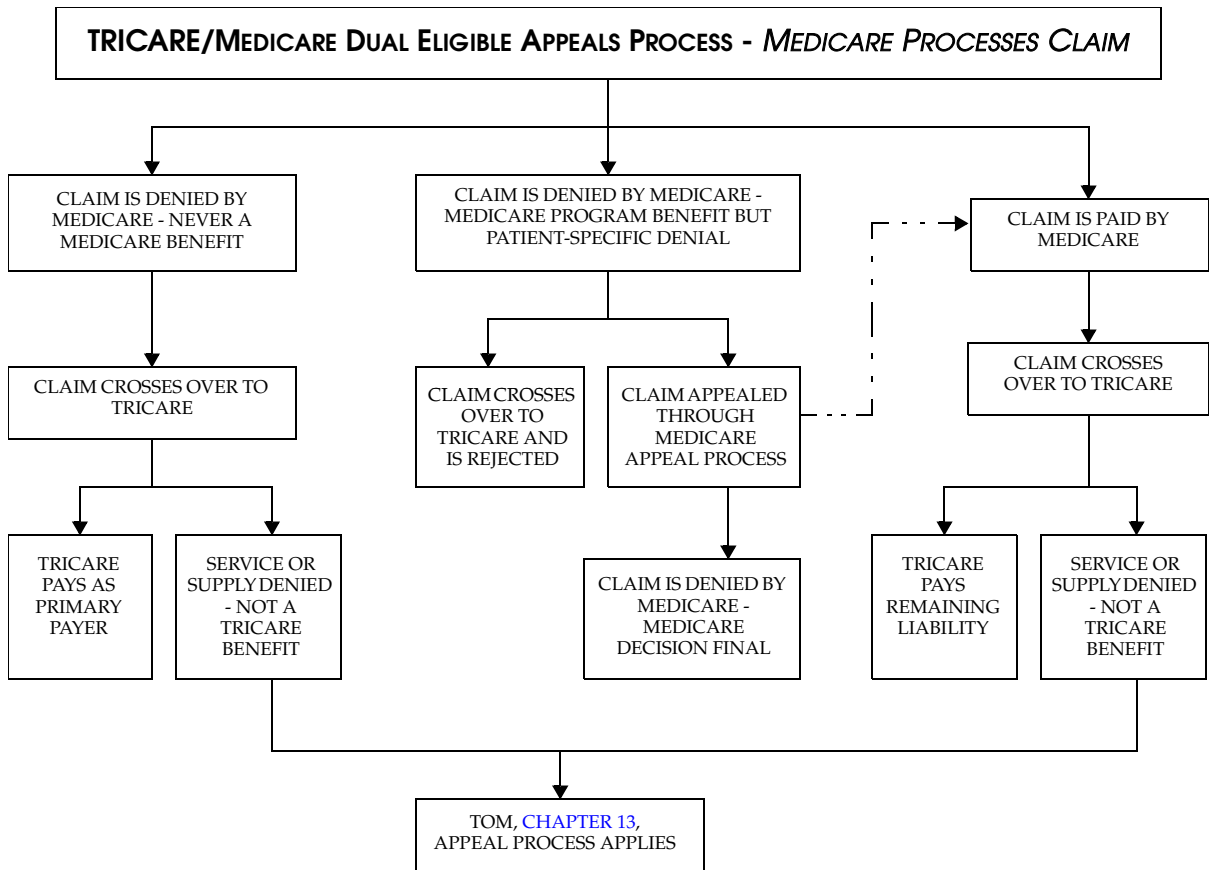 TRICARE/MEDICARE DUAL ELIGIBLE APPEALS PROCESS - MEDICARE PROCESSES CLAIM
CLAIM IS DENIED BY
MEDICARE - NEVER A
MEDICARE BENEFIT
CLAIM IS DENIED BY MEDICARE -
MEDICARE PROGRAM BENEFIT BUT
PATIENT-SPECIFIC DENIAL
CLAIM IS PAID BY
MEDICARE
CLAIM CROSSES OVER TO
TRICARE
CLAIM CROSSES
OVER TO
TRICARE AND
IS REJECTED
CLAIM APPEALED
THROUGH
MEDICARE
APPEAL PROCESS
CLAIM CROSSES
OVER TO TRICARE
TRICARE
PAYS AS
PRIMARY
PAYER
SERVICE OR
SUPPLY DENIED
- NOT A
TRICARE
BENEFIT
CLAIM IS DENIED BY
MEDICARE -
MEDICARE
DECISION FINAL
TRICARE
PAYS
REMAINING
LIABILITY
SERVICE OR
SUPPLY DENIED
- NOT A
TRICARE
BENEFIT
TOM, CHAPTER 13,
APPEAL PROCESS APPLIES